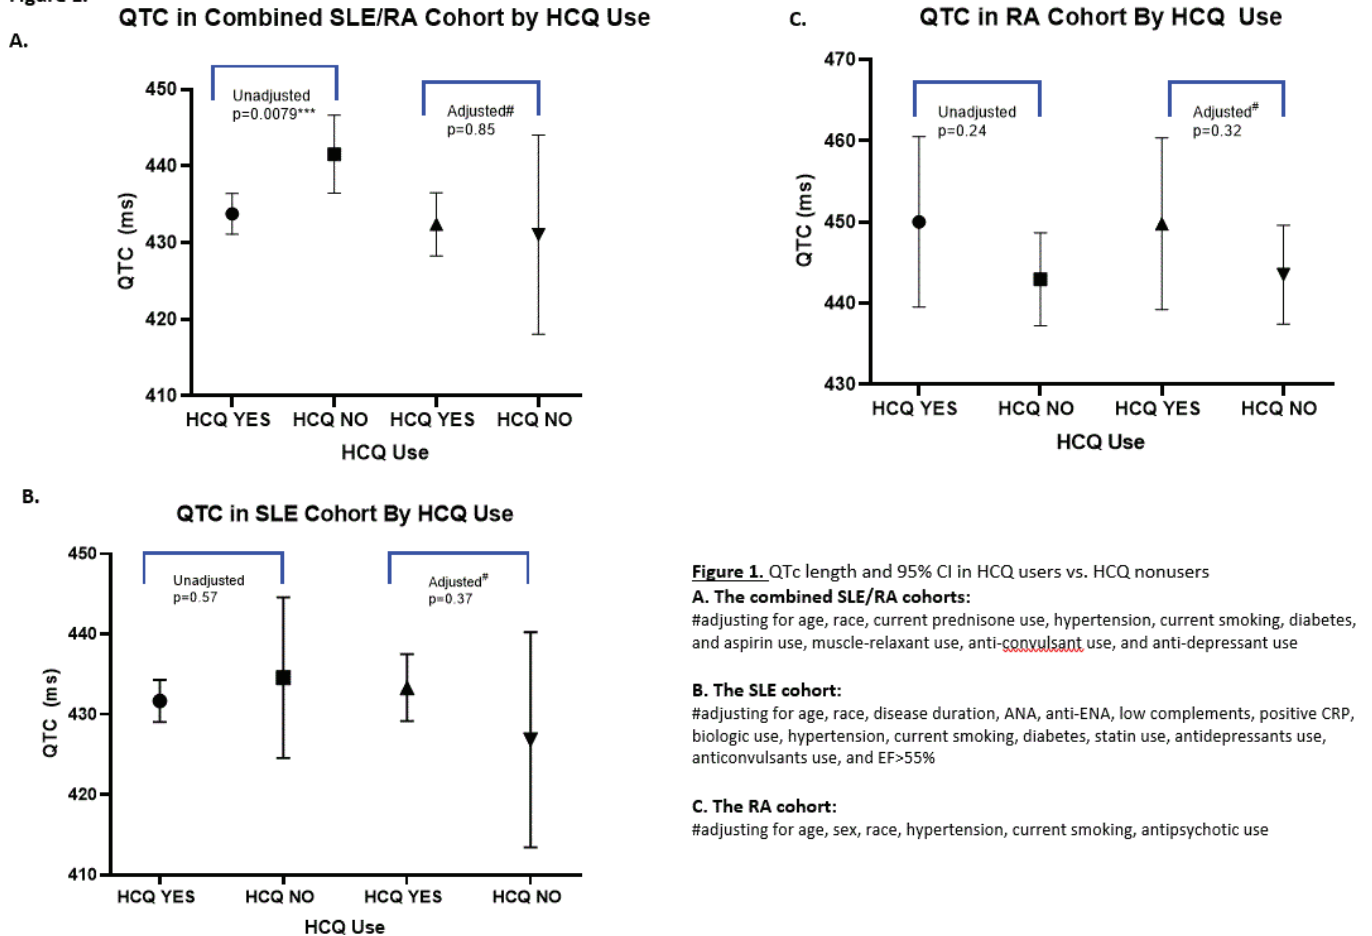 A.
QTC in Combined SLE/RA Cohort by HCQ Use
450
440
430
420
410
QTC (ms)
Unadjusted
p=0.0079***
Adjusted#
p=0.85
HCQ YES
HCQ NO
HCQ YES
HCQ NO
HCQ Use
C.
QTC in RA Cohort By HCQ Use
470
460
450
440
430
QTC (ms)
Unadjusted
p=0.24
Adjusted#
p=0.32
HCQ YES
HCQ NO
HCQ YES
HCQ NO
HCQ Use
B.
QTC in SLE Cohort By HCQ Use
450
440
430
420
410
QTC (ms)
Unadjusted
p=0.57
Adjusted#
p=0.37
HCQ YES
HCQ NO
HCQ YES
HCQ NO
HCQ Use
Figure 1. QTc length and 95% CI in HCQ users vs. HCQ nonusers
A. The combined SLE/RA cohorts:
#adjusting for age, race, current prednisone use, hypertension, current smoking, diabetes,
and aspirin use, muscle-relaxant use, anti-convulsant use, and anti-depressant use
B. The SLE cohort:
#adjusting for age, race, disease duration, ANA, anti-ENA, low complements, positive CRP,
biologic use, hypertension, current smoking, diabetes, statin use, antidepressants use,
anticonvulsants use, and EF>55%
C. The RA cohort:
#adjusting for age, sex, race, hypertension, current smoking, antipsychotic use